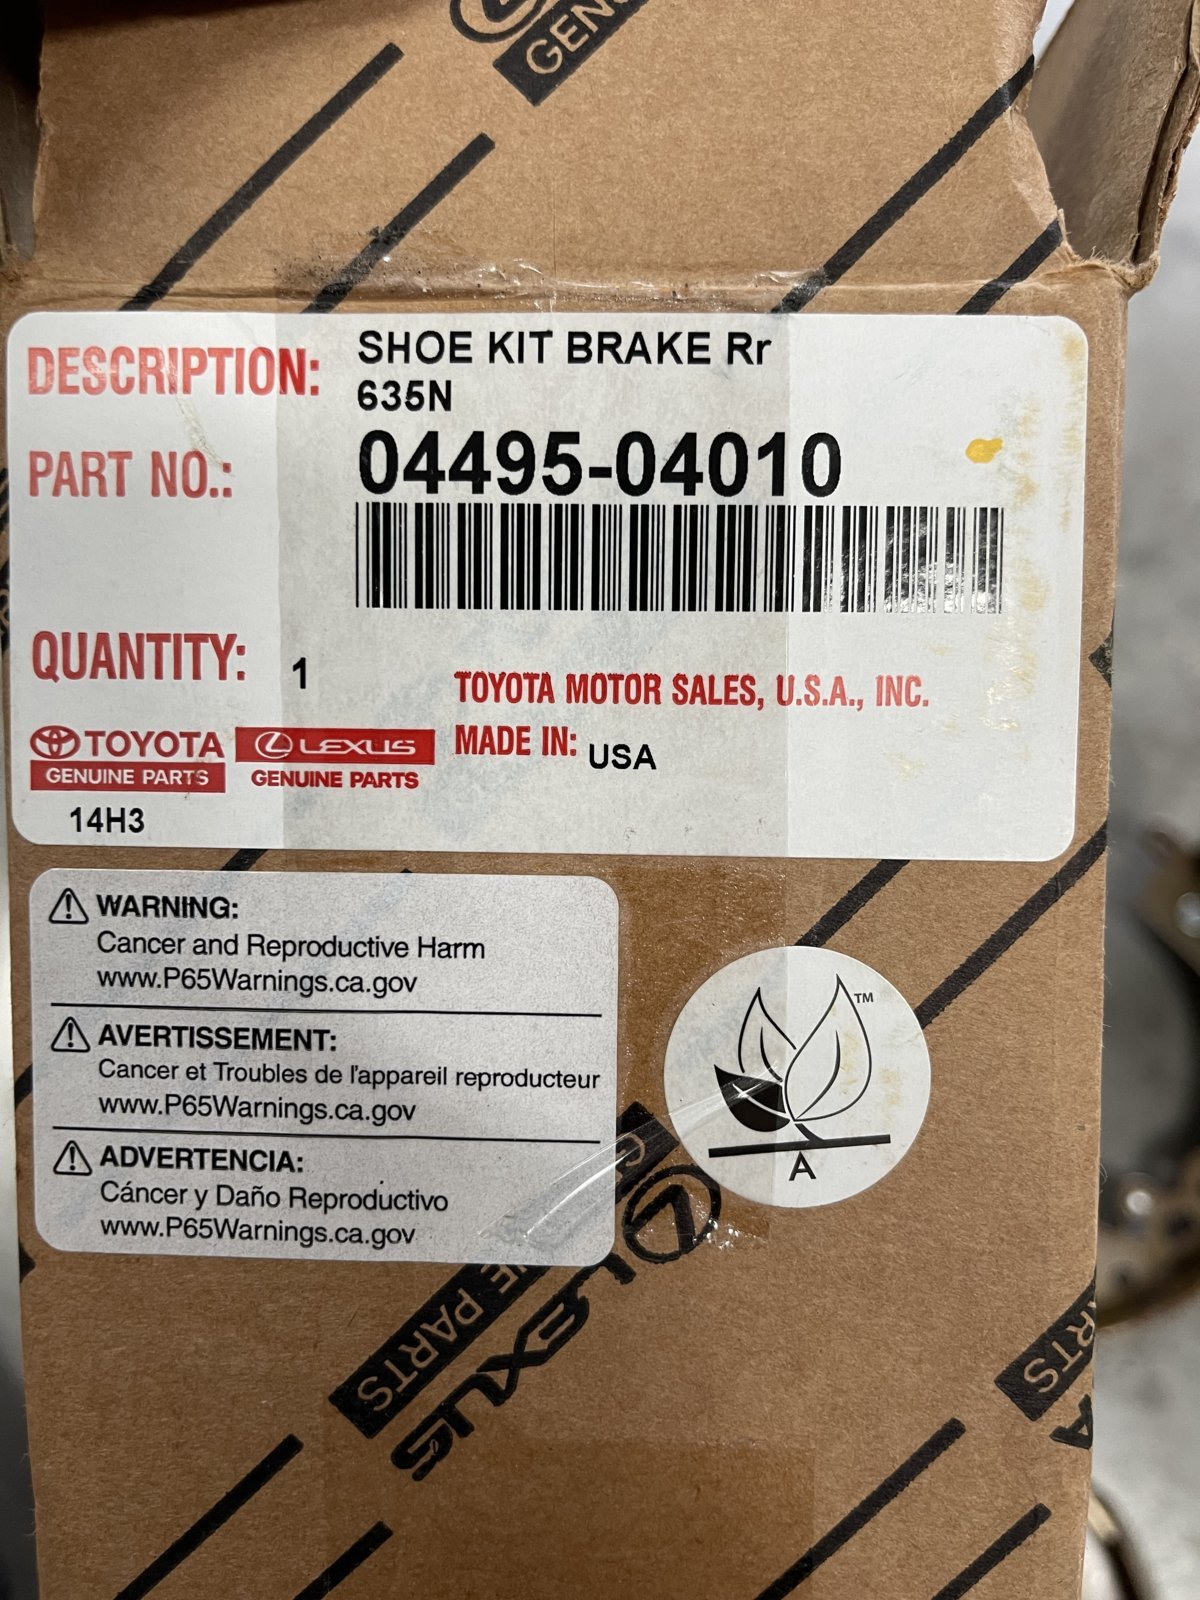 GEN
DESCRIPTION: SHOE KIT BRAKE Rr
635N
PART NO.: 04495-04010
QUANTITY: 1
TOYOTA MOTOR SALES, U.S.A., INC.
MADE IN: USA
TOYOTA
GENUINE PARTS
LEXUS
GENUINE PARTS
14H3
WARNING:
Cancer and Reproductive Harm
www.P65Warnings.ca.gov
AVERTISSEMENT:
Cancer et Troubles de l'appareil reproducteur
www.P65Warnings.ca.gov
ADVERTENCIA:
Cáncer y Daño Reproductivo
www.P65Warnings.ca.gov
TM
A
LEXUS
PARTS
RTS
A